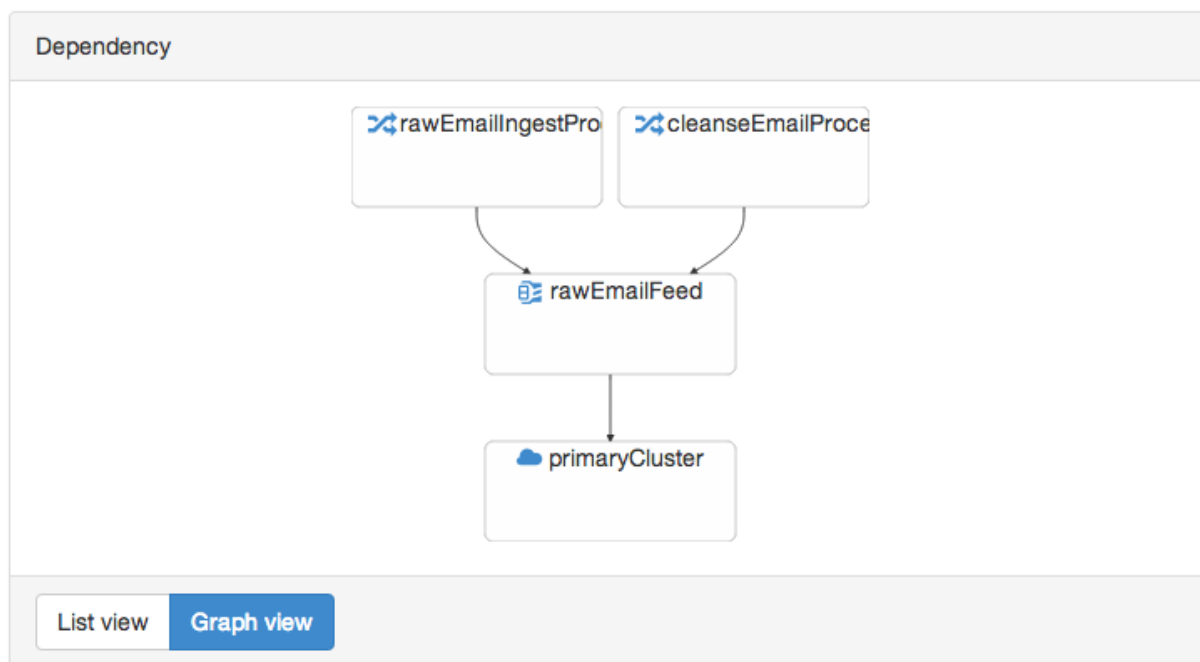 Dependency
rawEmailIngestPro
cleanseEmailProce
rawEmailFeed
primaryCluster
List view
Graph view